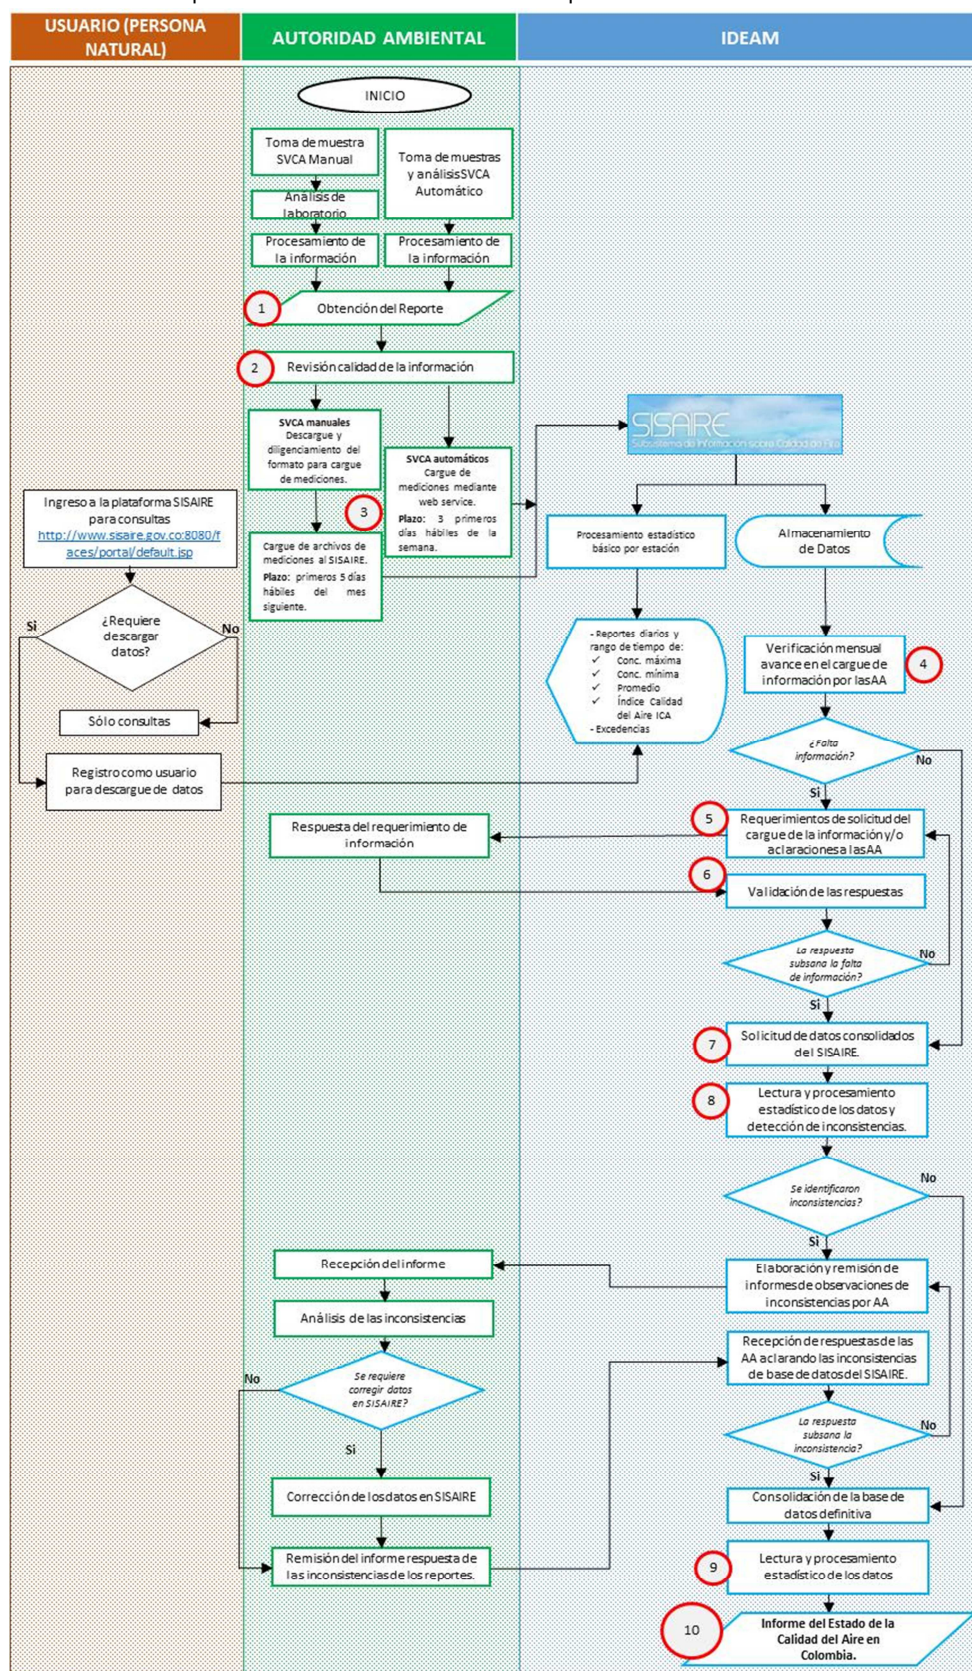 USUARIO (PERSONA
NATURAL)
AUTORIDAD AMBIENTAL
IDEAM
INICIO
Toma de muestra
SVCA Manual
Toma de muestras
y análisis SVCA
Automático
Análisis de
laboratorio
Procesamiento de
la información
Procesamiento de
la información
1
Obtención del Reporte
2
Revisión calidad de la información
SVCA manuales
Descargue y
diligenciamiento del
formato para cargue
de mediciones.
SVCA automáticos
Cargue de
mediciones mediante
web service.
Plazo: 3 primeros
días hábiles de la
semana.
3
Cargue de archivos de
mediciones al SISAIRE.
Plazo: primeros 5 días
hábiles del mes
siguiente.
SISAIRE
Subsistema de Información sobre Calidad de Aire
Ingreso a la plataforma SISAIRE
para consultas
http://www.sisaire.gov.co:8080/f
aces/portal/default.jsp
Procesamiento estadístico
básico por estación
Almacenamiento
de Datos
Si
¿Requiere
descargar
datos?
No
Sólo consultas
Registro como usuario
para descargue de datos
- Reportes diarios y
rango de tiempo de:
✓ Conc. máxima
✓ Conc. mínima
✓ Promedio
✓ Índice Calidad
del Aire ICA
- Excedencias
Verificación mensual
avance en el cargue de
información por las AA
4
¿Falta
información?
No
Si
5
Requerimientos de solicitud del
cargue de la información y/o
aclaraciones a las AA
Respuesta del requerimiento de
información
6
Validación de las respuestas
La respuesta
subsana la falta
de información?
No
Si
7
Solicitud de datos consolidados
del SISAIRE.
8
Lectura y procesamiento
estadístico de los datos y
detección de inconsistencias.
Se identificaron
inconsistencias?
No
Si
Elaboración y remisión de
informes de observaciones de
inconsistencias por AA
Recepción del informe
Análisis de las inconsistencias
No
Se requiere
corregir datos
en SISAIRE?
Si
Corrección de los datos en SISAIRE
Remisión del informe respuesta de
las inconsistencias de los reportes.
Recepción de respuestas de las
AA aclarando las inconsistencias
de base de datos del SISAIRE.
La respuesta
subsana la
inconsistencia?
No
Si
Consolidación de la base de
datos definitiva
9
Lectura y procesamiento
estadístico de los datos
10
Informe del Estado de la
Calidad del Aire en
Colombia.